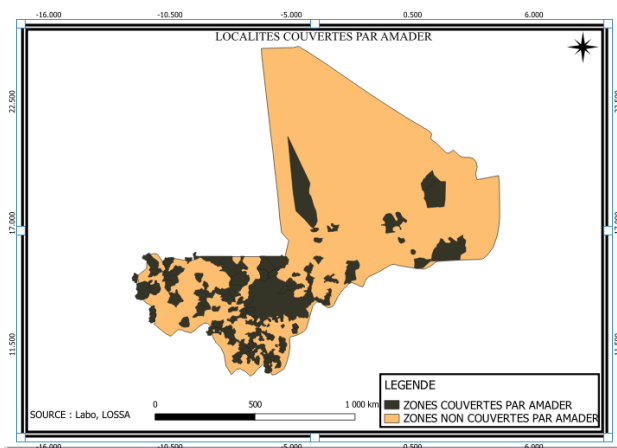 -16.000 -10.500 -5.000 0.500 6.000
LOCALITES COUVERTES PAR AMADER
22.500
17.000 17.000
11.500
LEGENDE
ZONES COUVERTES PAR AMADER
ZONES NON COUVERTES PAR AMADER
0 500 1 000 km
SOURCE : Labo, LOSSA
-16.000 -10.500 -5.000 0.500 6.000